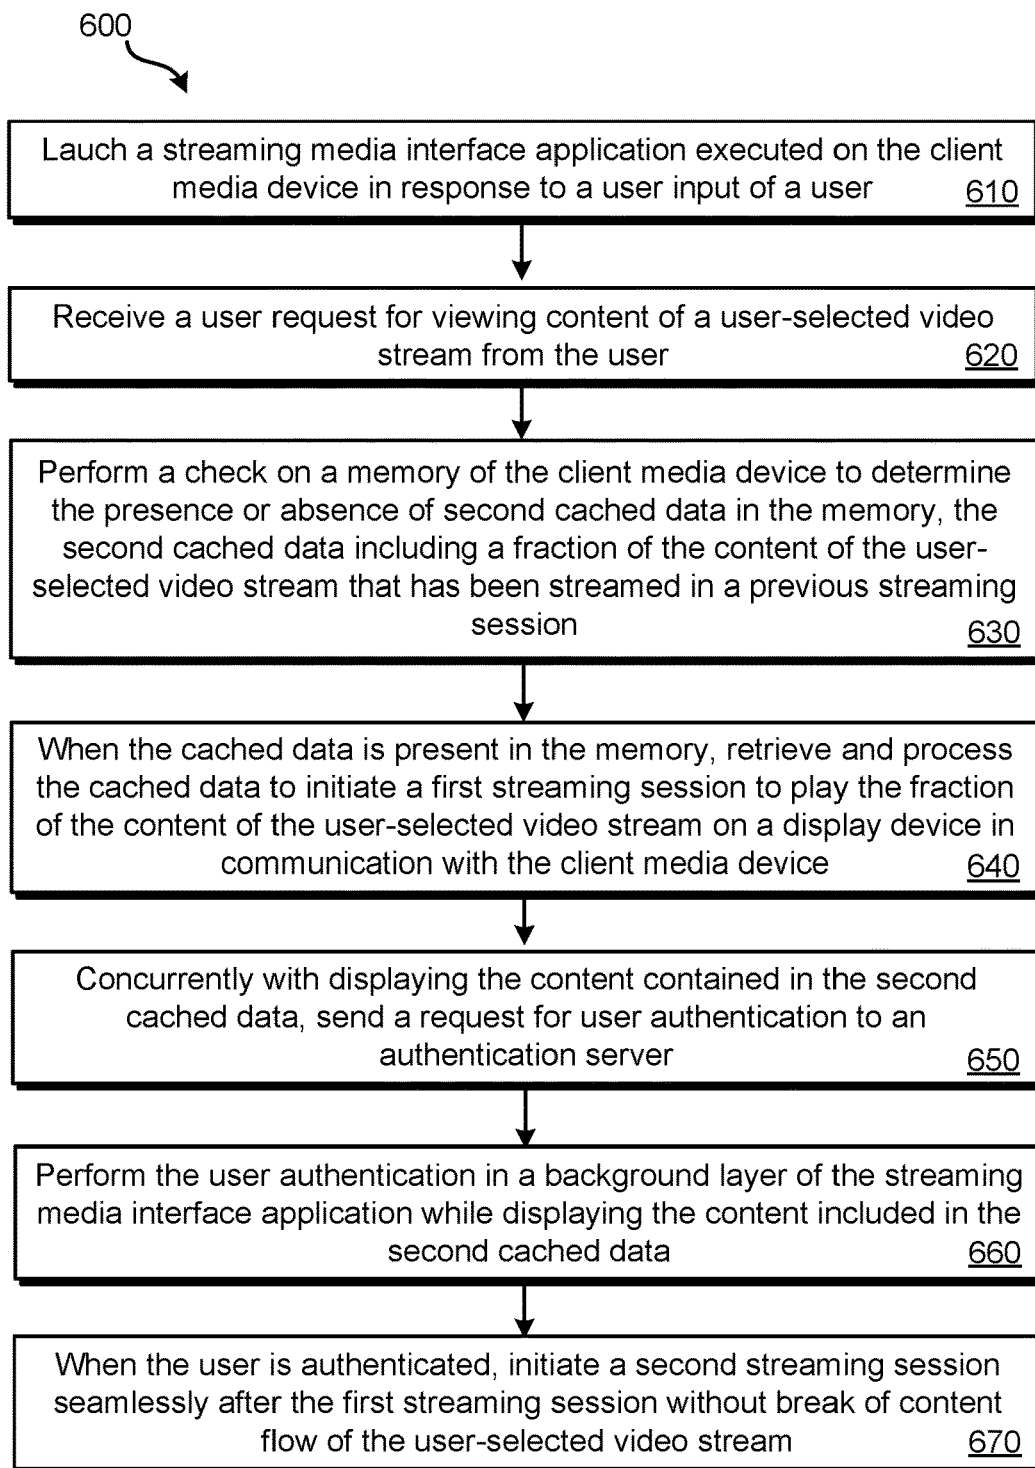 600
Lauch a streaming media interface application executed on the client
media device in response to a user input of a user
610
Receive a user request for viewing content of a user-selected video
stream from the user
620
Perform a check on a memory of the client media device to determine
the presence or absence of second cached data in the memory, the
second cached data including a fraction of the content of the user-
selected video stream that has been streamed in a previous streaming
session
630
When the cached data is present in the memory, retrieve and process
the cached data to initiate a first streaming session to play the fraction
of the content of the user-selected video stream on a display device in
communication with the client media device
640
Concurrently with displaying the content contained in the second
cached data, send a request for user authentication to an
authentication server
650
Perform the user authentication in a background layer of the streaming
media interface application while displaying the content included in the
second cached data
660
When the user is authenticated, initiate a second streaming session
seamlessly after the first streaming session without break of content
flow of the user-selected video stream
670